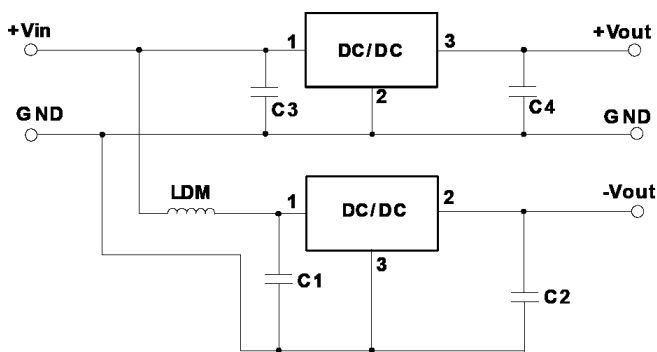 +Vin
1
DC/DC
3
+Vout
C3
2
C4
GND
GND
LDM
1
DC/DC
2
-Vout
C1
3
C2